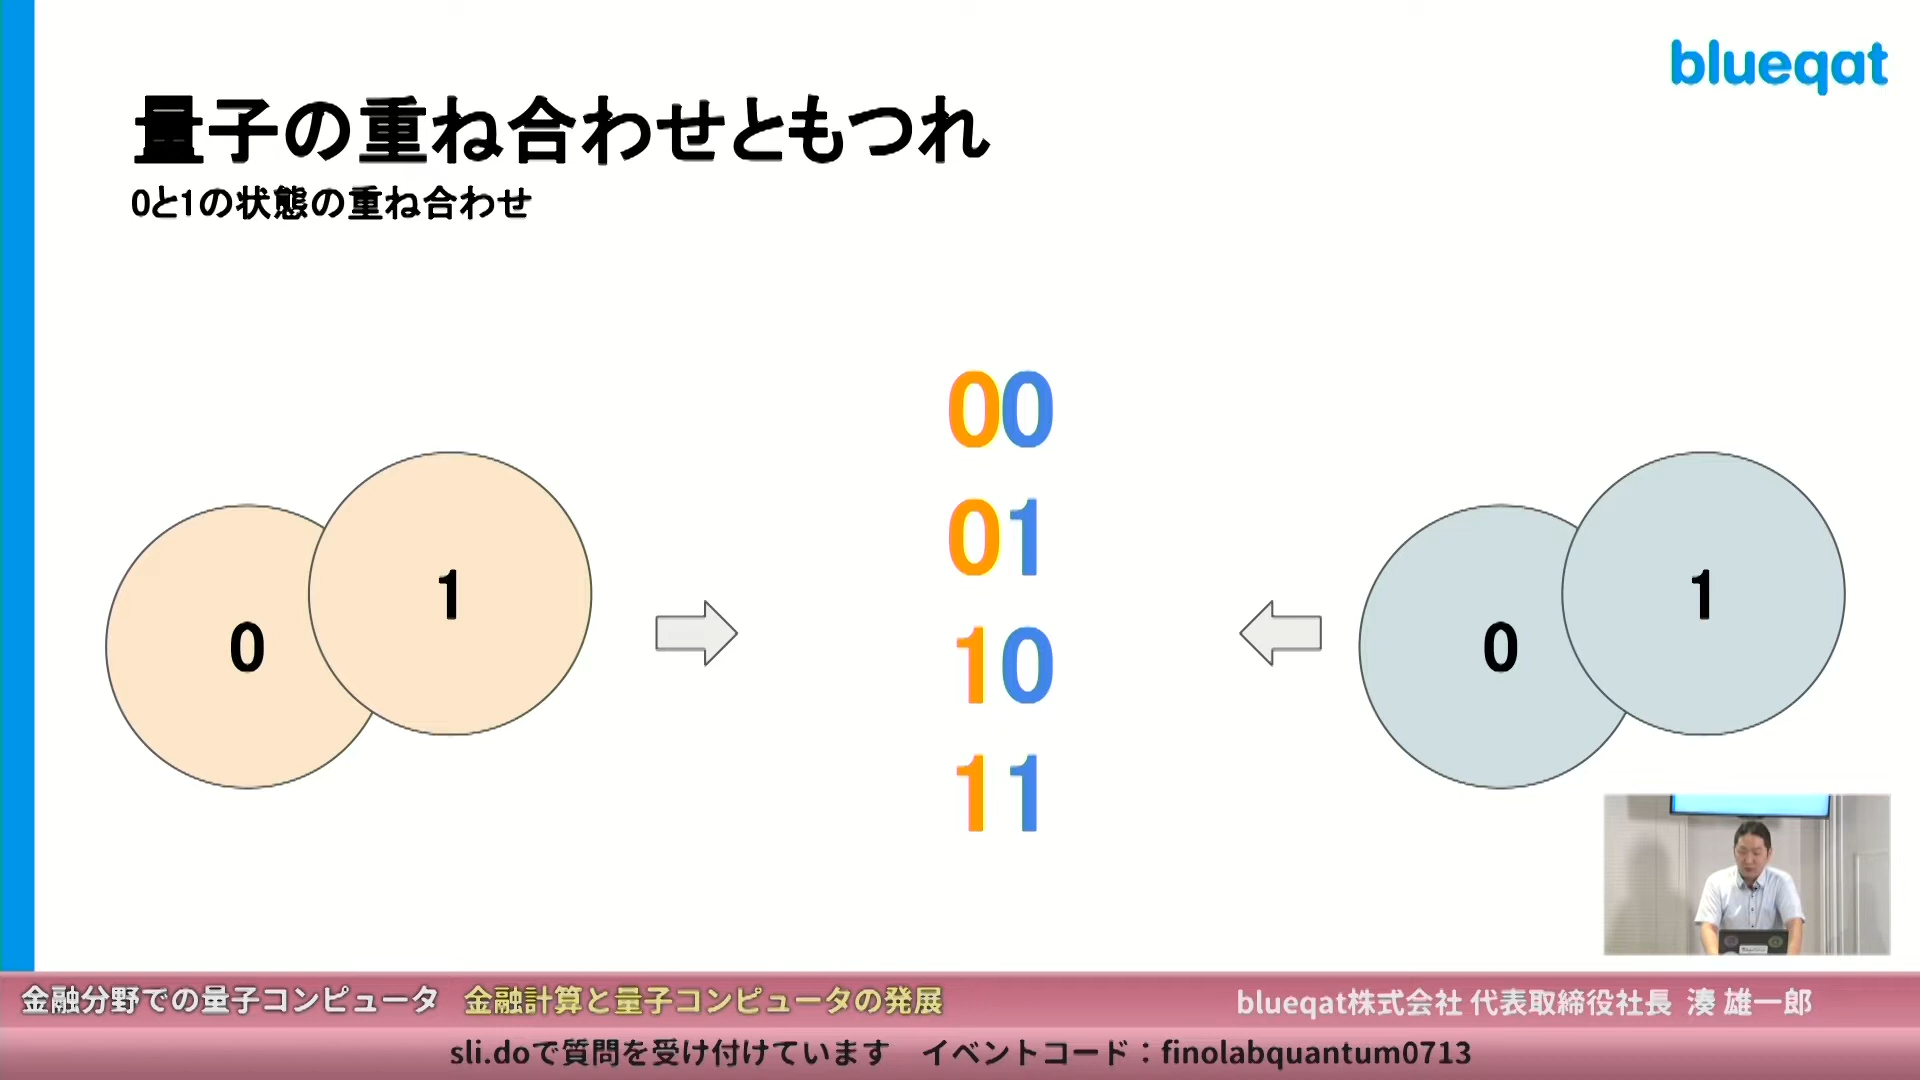 blueqat
量子の重ね合わせともつれ
0と1の状態の重ね合わせ
00
01
10
11
0
1
0
1
金融分野での量子コンピュータ 金融計算と量子コンピュータの発展
blueqat株式会社 代表取締役社長 湊 雄一郎
sli.doで質問を受け付けています イベントコード：finolabquantum0713